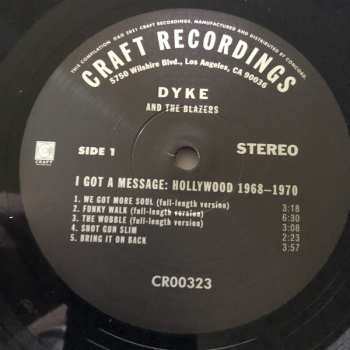 THIS COMPILATION ℗&© 2021 CRAFT RECORDINGS, MANUFACTURED AND DISTRIBUTED BY CONCORD.
CRAFT RECORDINGS
5750 Wilshire Blvd., Los Angeles, CA 90036
DYKE
AND THE BLAZERS
SIDE 1
STEREO
CRAFT
I GOT A MESSAGE: HOLLYWOOD 1968–1970
1. WE GOT MORE SOUL (full-length version) 3:18
2. FUNKY WALK (full-length version) 6:30
3. THE WOBBLE (full-length version) 3:08
4. SHOT GUN SLIM 2:23
5. BRING IT ON BACK 3:57
CR00323